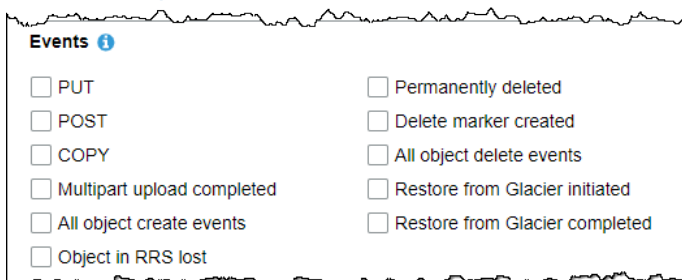 Events
PUT
POST
COPY
Multipart upload completed
All object create events
Object in RRS lost
Permanently deleted
Delete marker created
All object delete events
Restore from Glacier initiated
Restore from Glacier completed